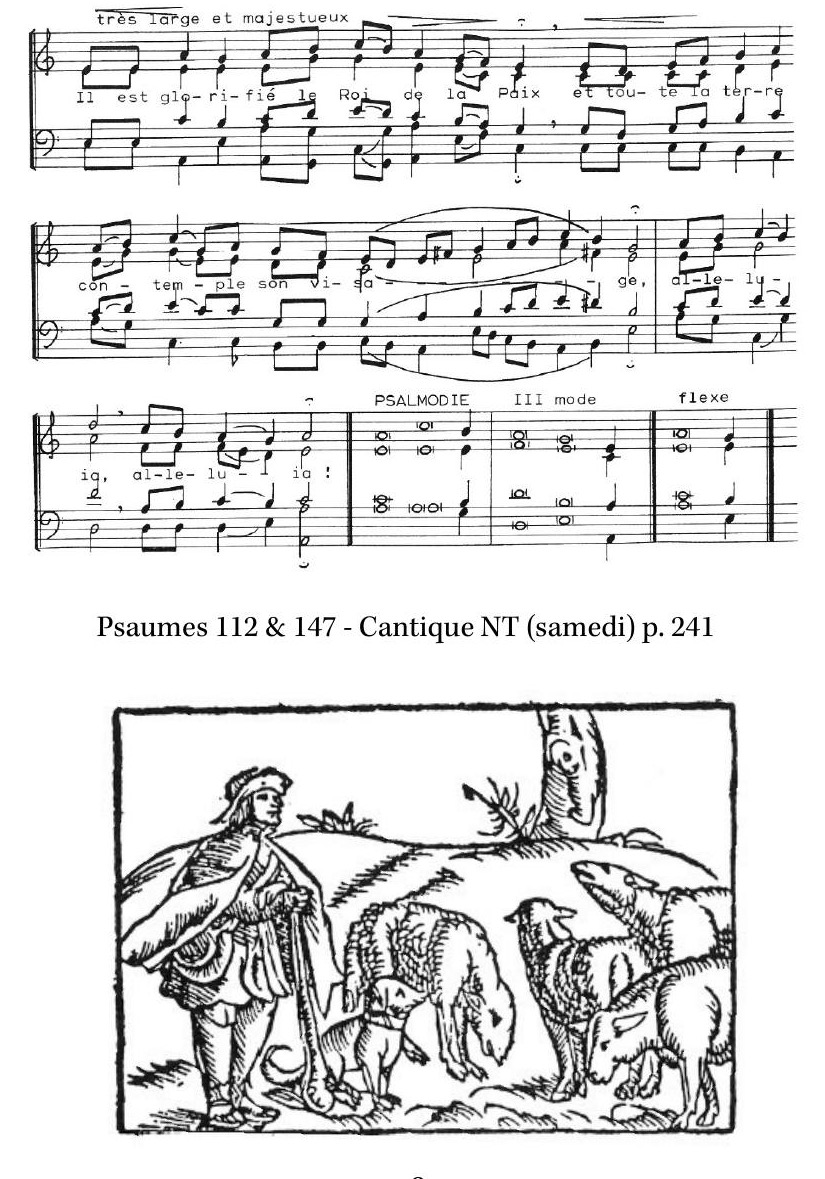 très large et majestueux
Il est glo-ri-fié le Roi de la Paix et tou-te la ter-re
con - tem - ple son vi-sa - - - - - ge, al-le-lu -
ia, al-le-lu - - ia !
PSALMODIE III mode flexe
Psaumes 112 & 147 - Cantique NT (samedi) p. 241